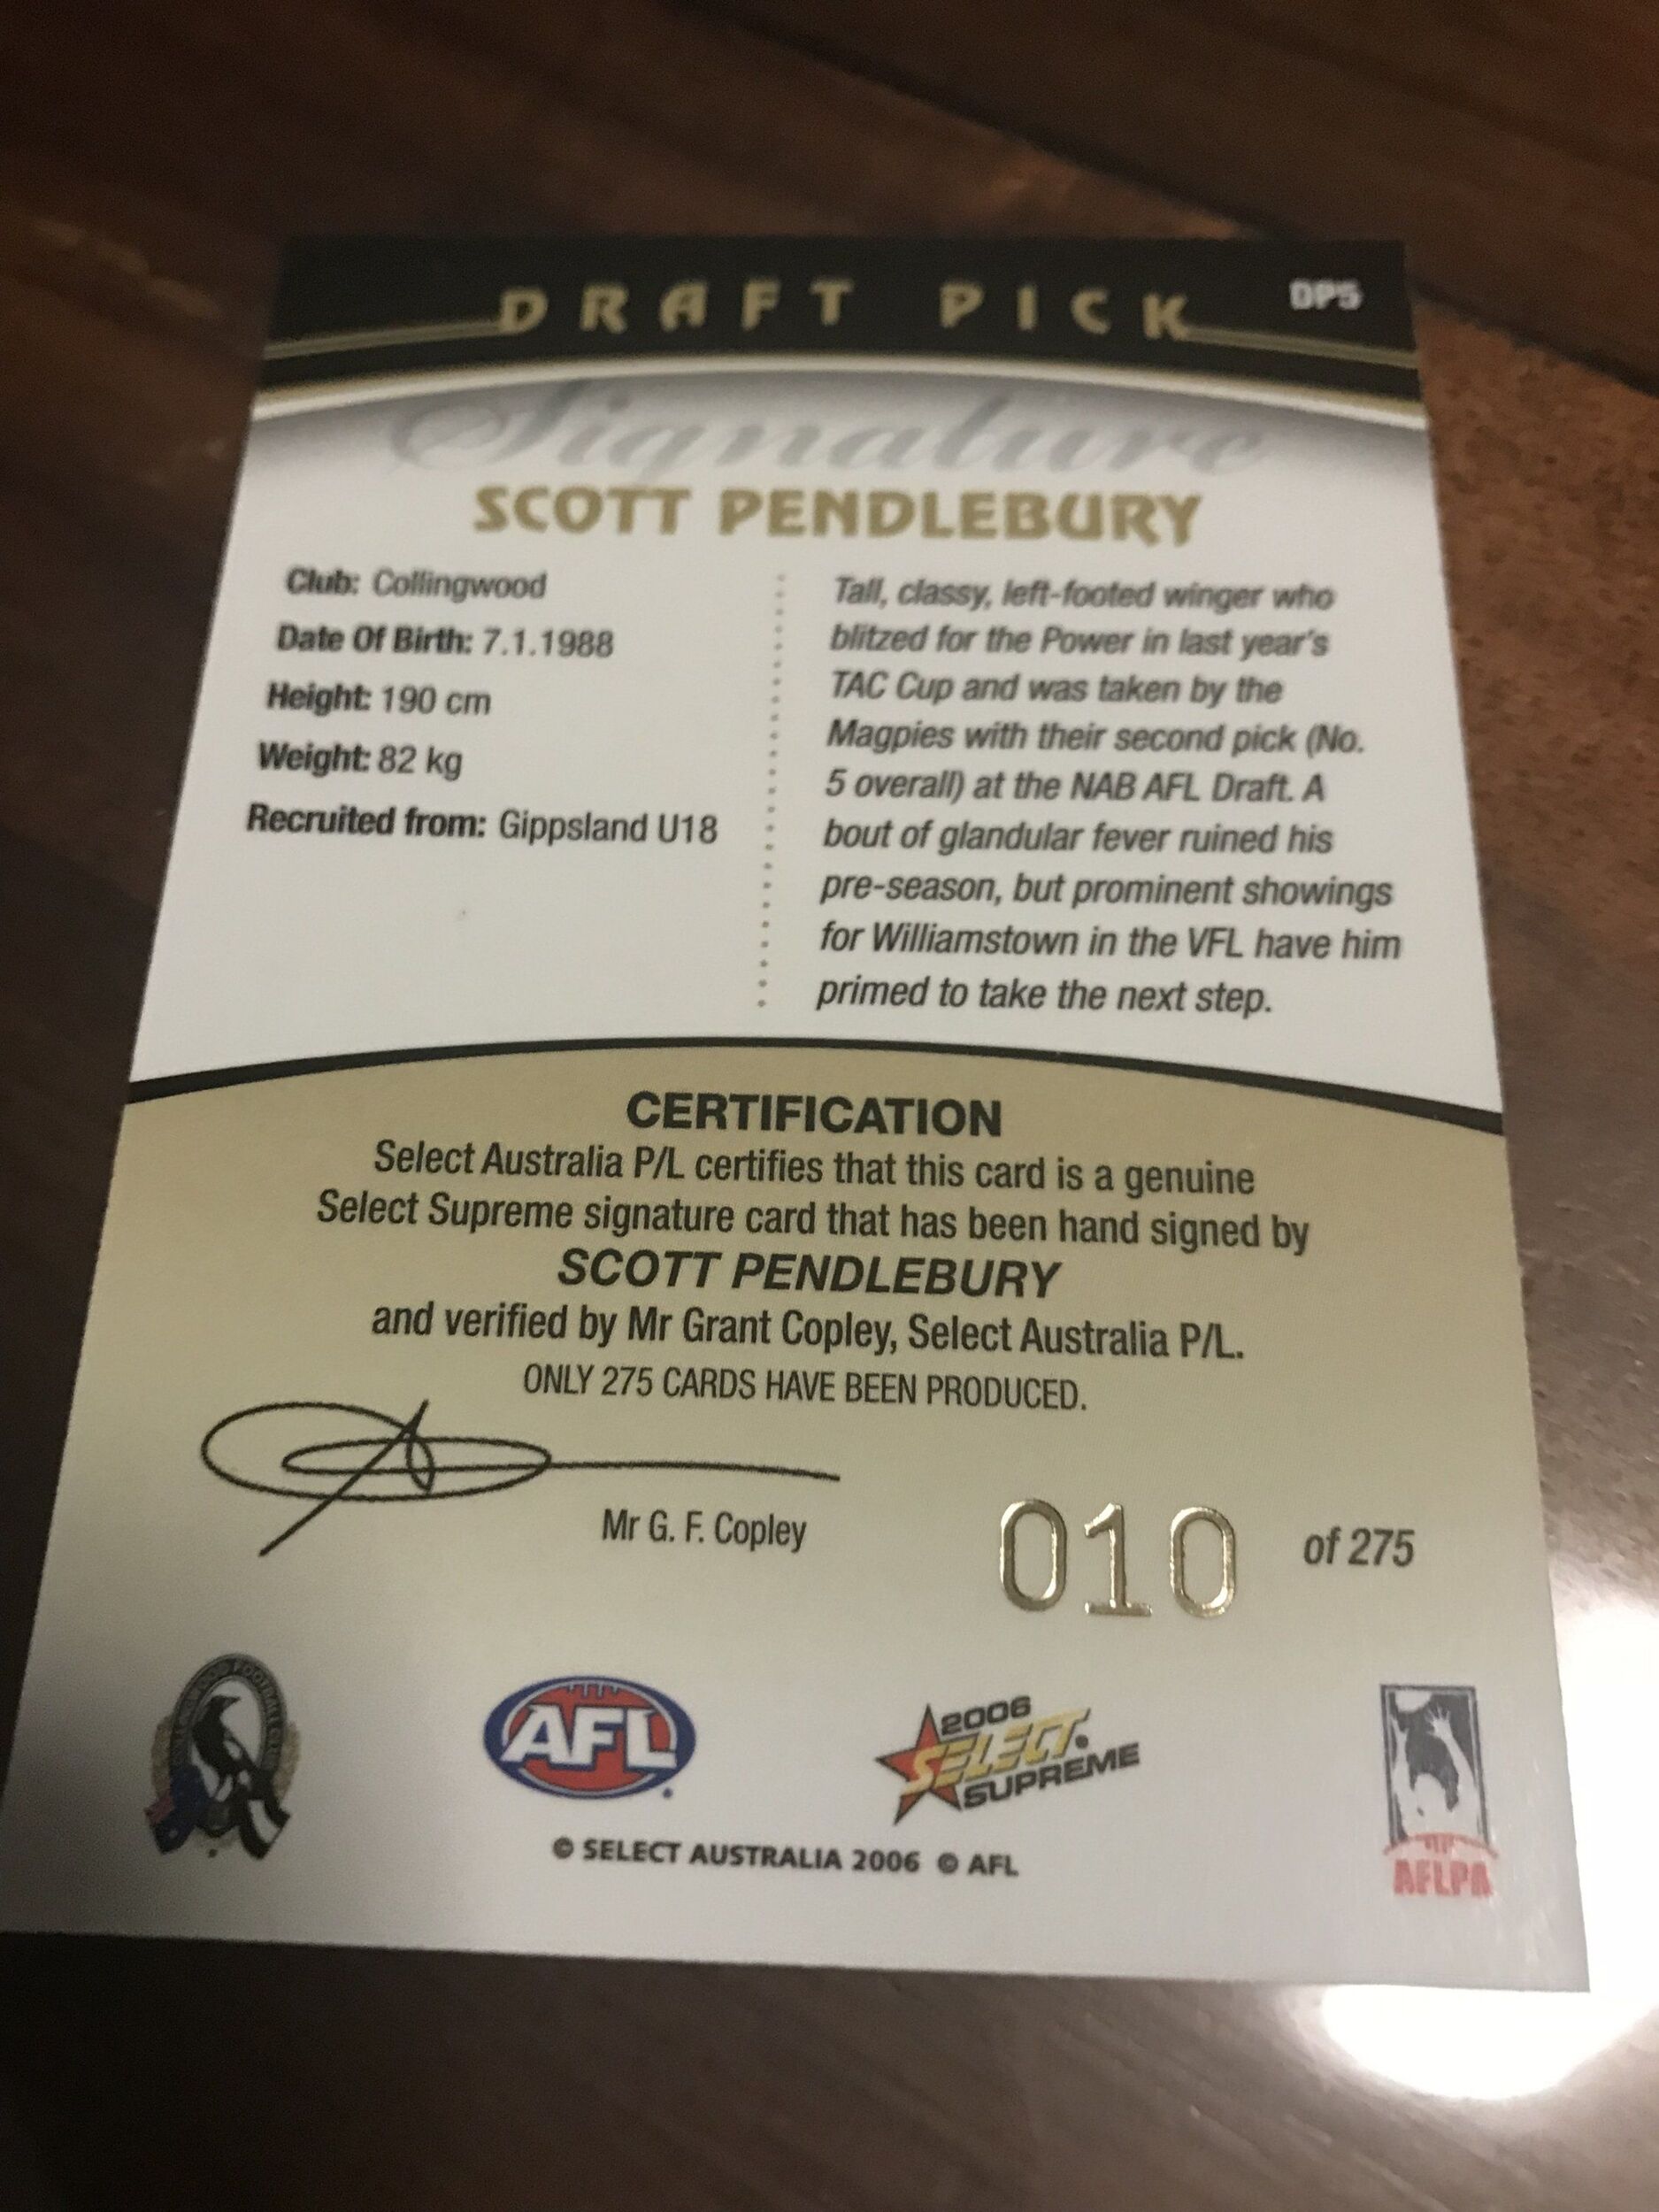 DRAFT PICK
DP5
Signature
SCOTT PENDLEBURY
Club: Collingwood
Date Of Birth: 7.1.1988
Height: 190 cm
Weight: 82 kg
Recruited from: Gippsland U18
Tall, classy, left-footed winger who
blitzed for the Power in last year's
TAC Cup and was taken by the
Magpies with their second pick (No.
5 overall) at the NAB AFL Draft. A
bout of glandular fever ruined his
pre-season, but prominent showings
for Williamstown in the VFL have him
primed to take the next step.
CERTIFICATION
Select Australia P/L certifies that this card is a genuine
Select Supreme signature card that has been hand signed by
SCOTT PENDLEBURY
and verified by Mr Grant Copley, Select Australia P/L.
ONLY 275 CARDS HAVE BEEN PRODUCED.
Mr G. F. Copley
010 of 275
AFL
2006
SELECT.
SUPREME
AFLPA
© SELECT AUSTRALIA 2006 © AFL